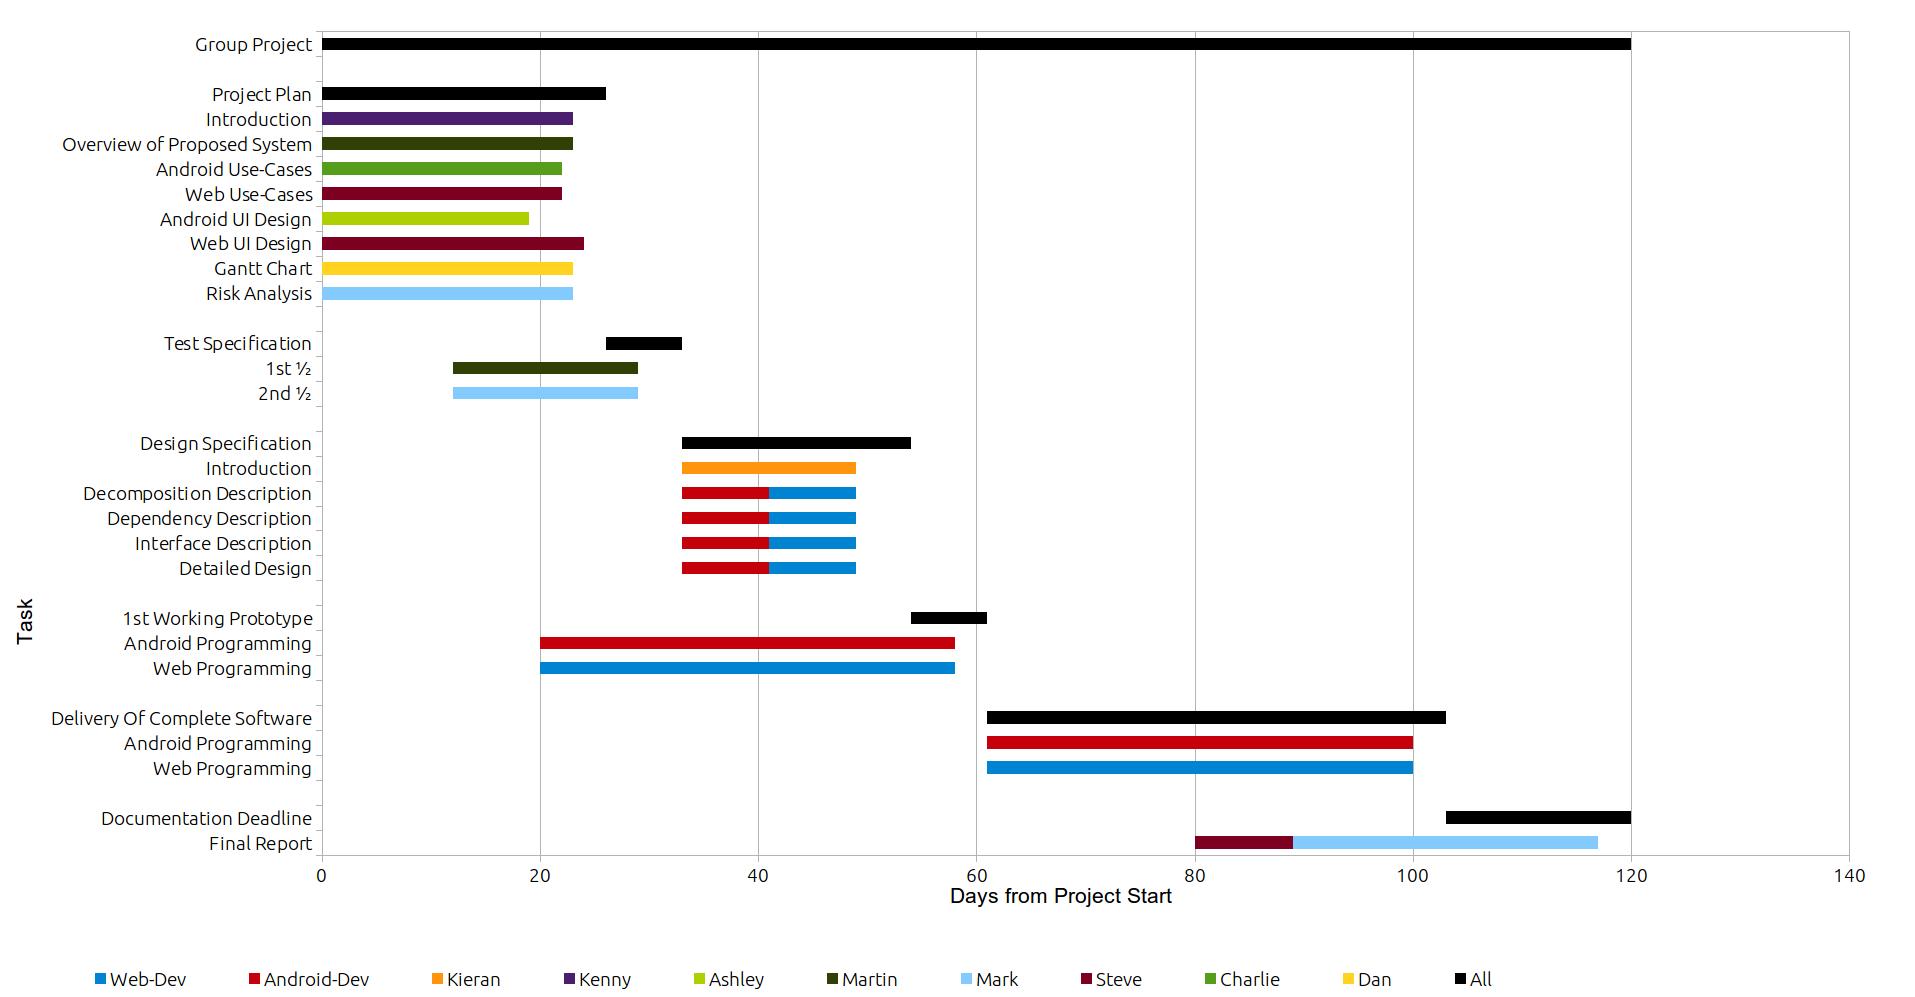 Group Project
Project Plan
Introduction
Overview of Proposed System
Android Use-Cases
Web Use-Cases
Android UI Design
Web UI Design
Gantt Chart
Risk Analysis
Test Specification
1st ½
2nd ½
Design Specification
Introduction
Decomposition Description
Dependency Description
Interface Description
Detailed Design
1st Working Prototype
Android Programming
Web Programming
Delivery Of Complete Software
Android Programming
Web Programming
Documentation Deadline
Final Report
Task
0 20 40 60 80 100 120 140
Days from Project Start
Web-Dev Android-Dev Kieran Kenny Ashley Martin Mark Steve Charlie Dan All